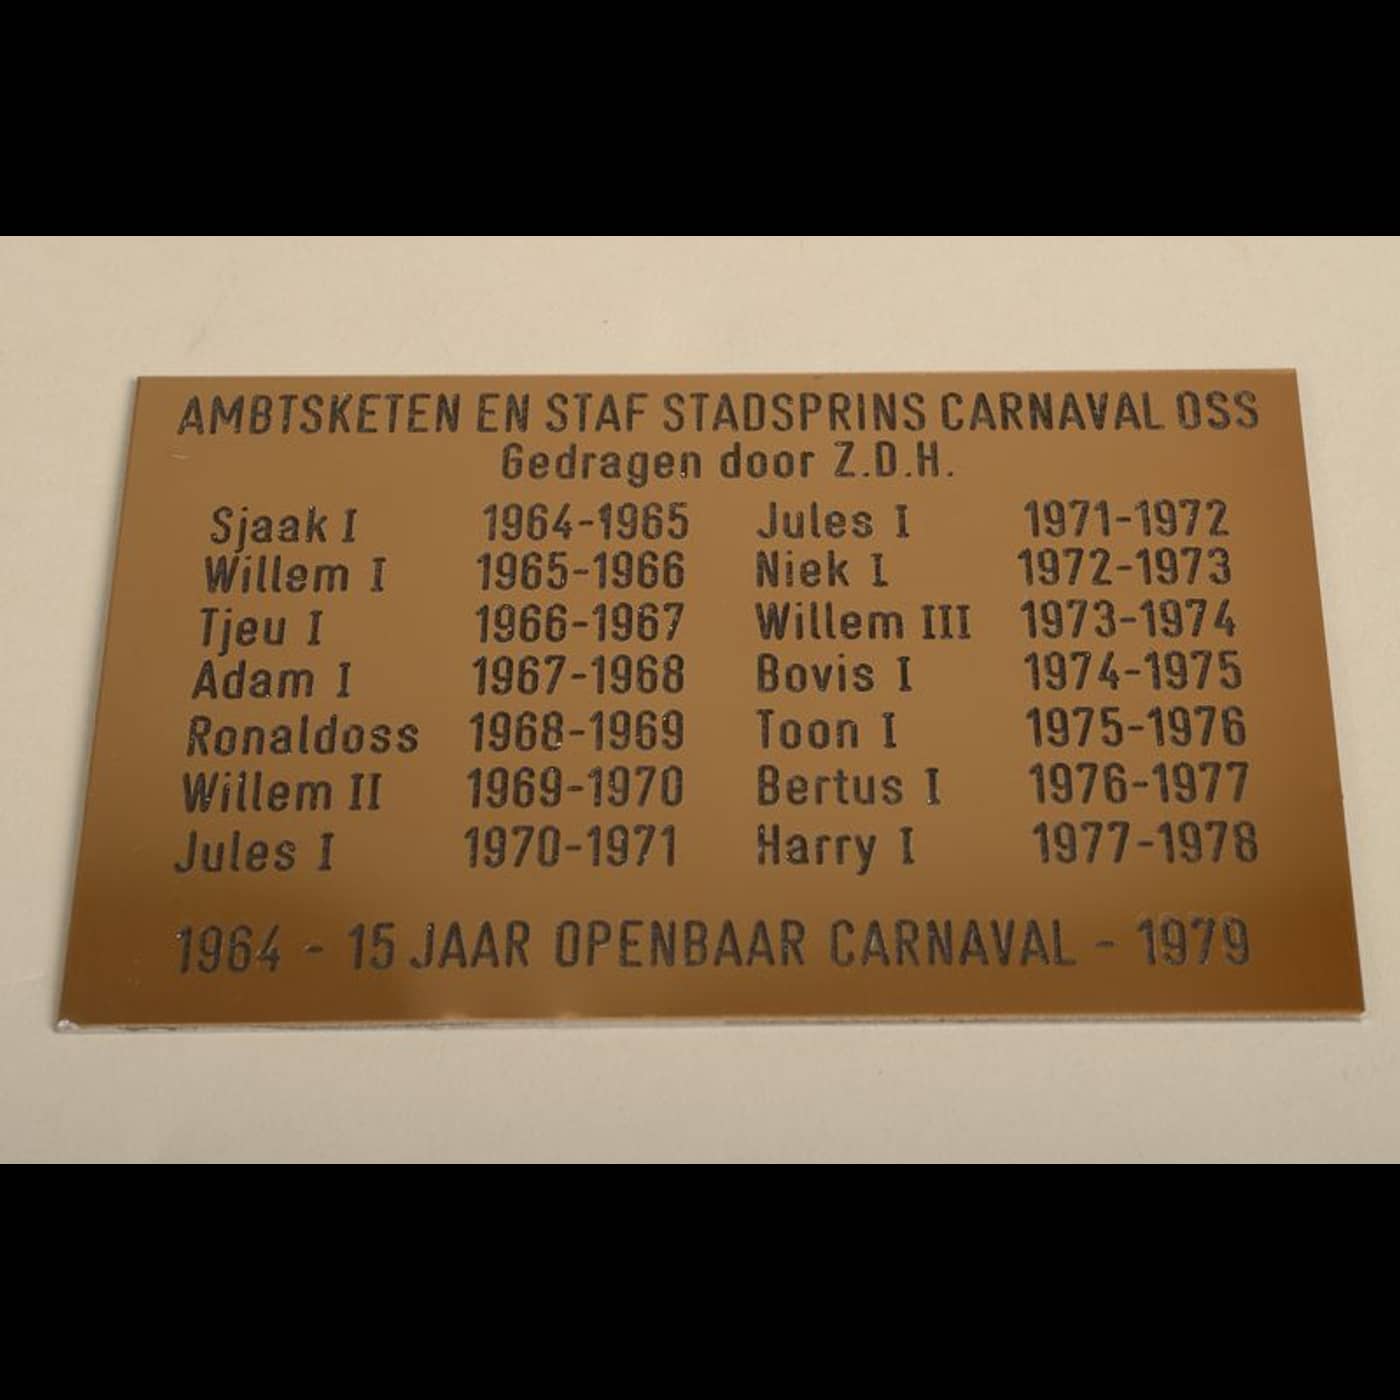 AMBTSKETEN EN STAF STADSPRINS CARNAVAL OSS
Gedragen door Z.D.H.
Sjaak I 1964-1965 Jules I 1971-1972
Willem I 1965-1966 Niek I 1972-1973
Tjeu I 1966-1967 Willem III 1973-1974
Adam I 1967-1968 Bovis I 1974-1975
Ronaldoss 1968-1969 Toon I 1975-1976
Willem II 1969-1970 Bertus I 1976-1977
Jules I 1970-1971 Harry I 1977-1978
1964 - 15 JAAR OPENBAAR CARNAVAL - 1979